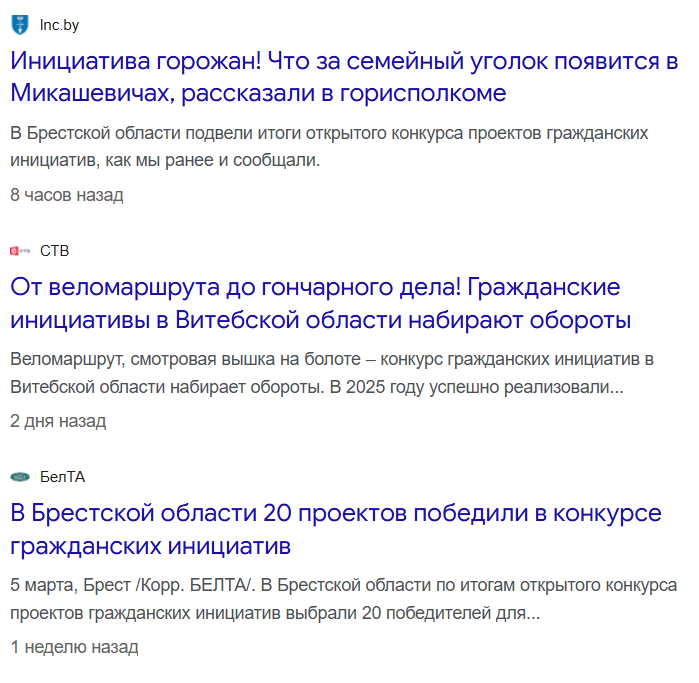 lnc.by
Инициатива горожан! Что за семейный уголок появится в
Микашевичах, рассказали в горисполкоме
В Брестской области подвели итоги открытого конкурса проектов гражданских
инициатив, как мы ранее и сообщали.
8 часов назад
СТВ
От веломаршрута до гончарного дела! Гражданские
инициативы в Витебской области набирают обороты
Веломаршрут, смотровая вышка на болоте – конкурс гражданских инициатив в
Витебской области набирает обороты. В 2025 году успешно реализовали...
2 дня назад
БелТА
В Брестской области 20 проектов победили в конкурсе
гражданских инициатив
5 марта, Брест /Корр. БЕЛТА/. В Брестской области по итогам открытого конкурса
проектов гражданских инициатив выбрали 20 победителей для...
1 неделю назад